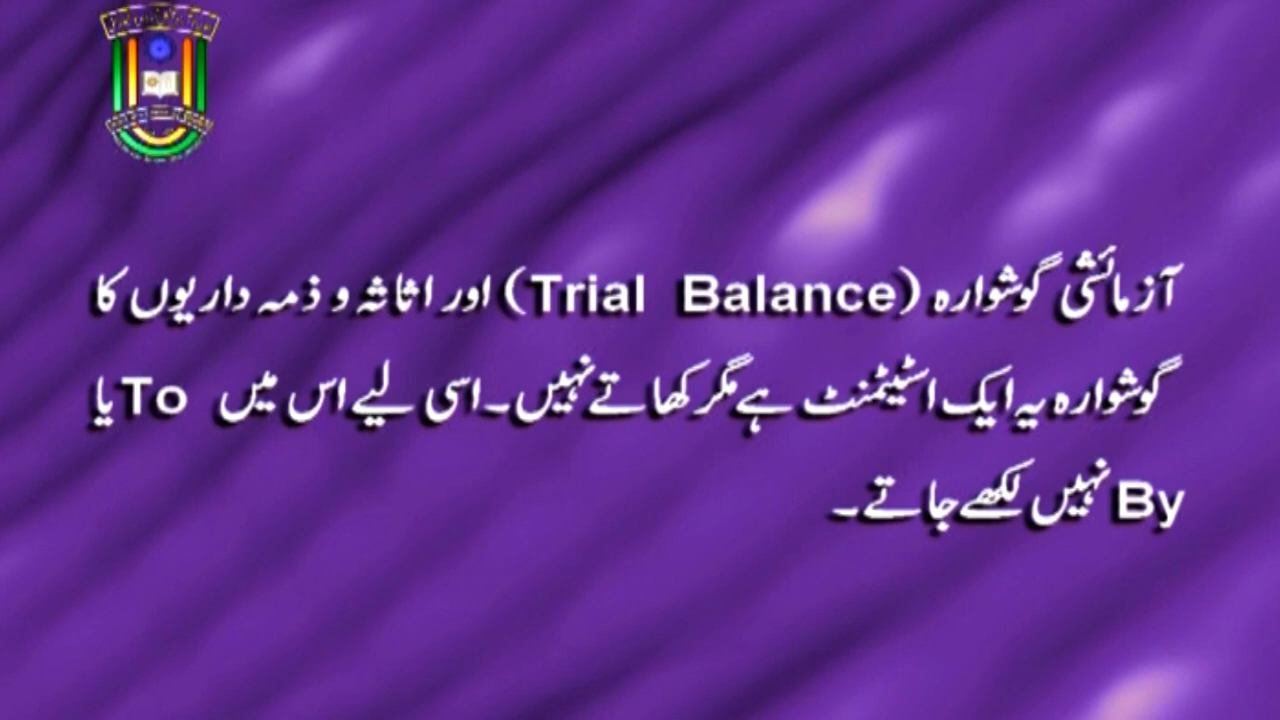 آزمائشی گوشوارہ (Trial Balance) اور اثاثہ و ذمہ داریوں کا
گوشوارہ یہ ایک اسٹیٹمنٹ ہے مگر کھاتے نہیں۔ اسی لیے اس میں To یا
By نہیں لکھے جاتے۔